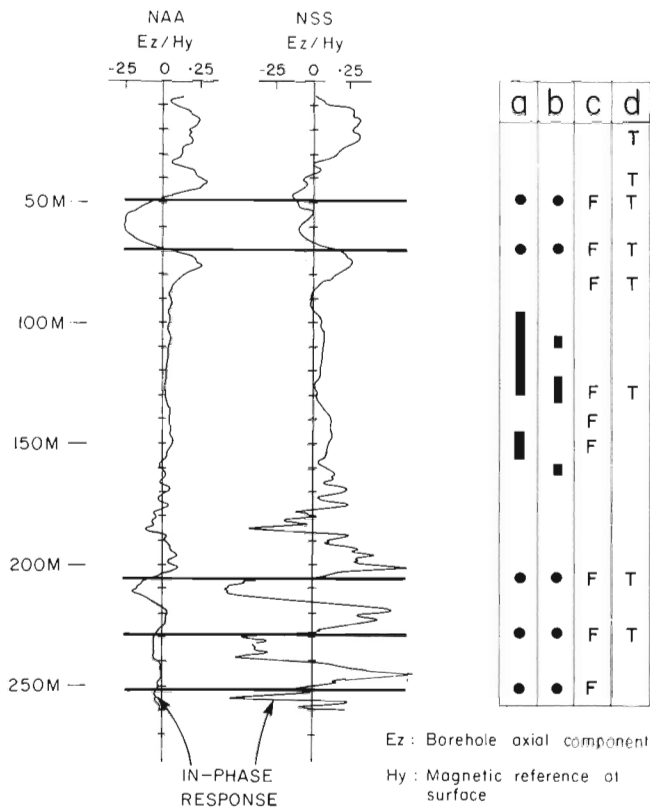 NAA NSS
Ez/Hy Ez/Hy
-25 0 .25 -25 0 .25
a b c d
T
T
50M F T
F T
F T
100M
F T
F
150M F
200M
F T
F T
250M F
Ez: Borehole axial component
IN-PHASE RESPONSE
Hy: Magnetic reference at surface